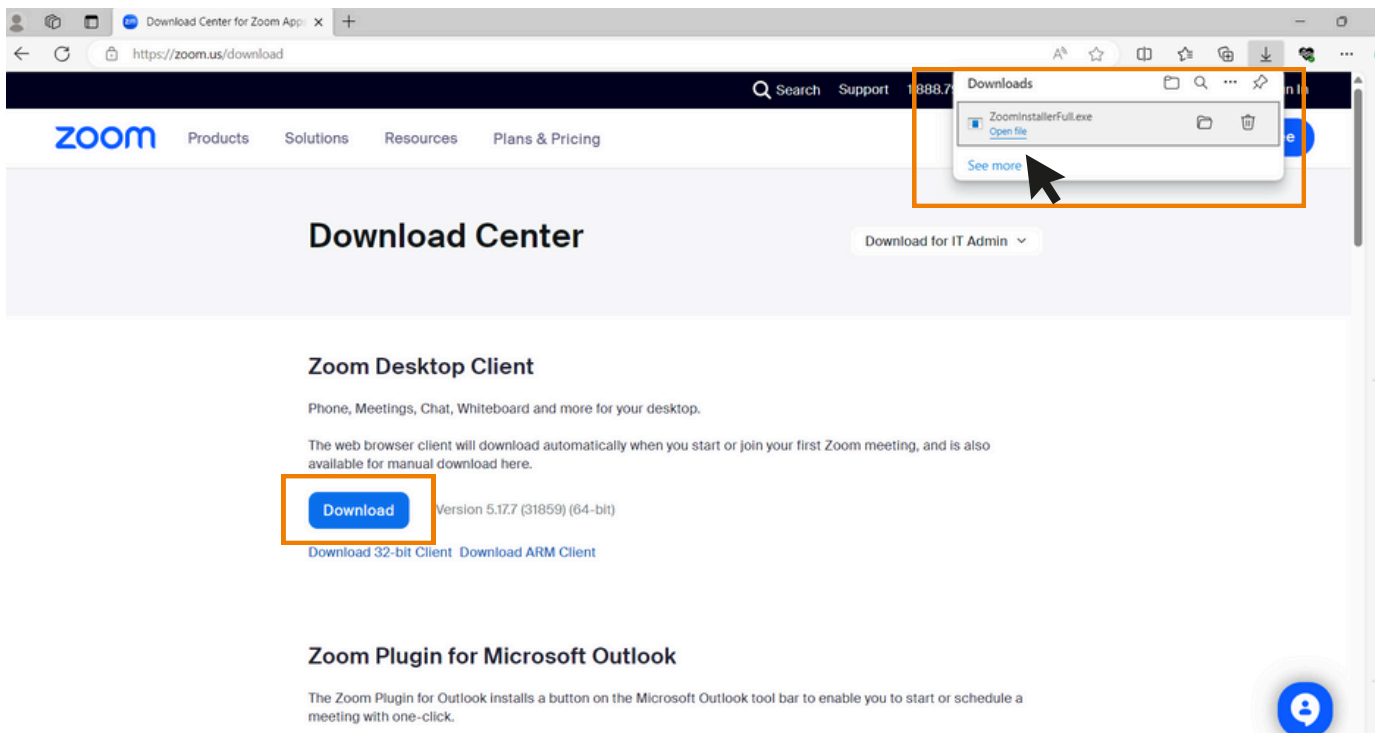 Download Center for Zoom App
https://zoom.us/download
Search Support 1.888.79
n In
Downloads
ZoomInstallerFull.exe
Open file
See more
zoom Products Solutions Resources Plans & Pricing
e
Download Center
Download for IT Admin
Zoom Desktop Client
Phone, Meetings, Chat, Whiteboard and more for your desktop.
The web browser client will download automatically when you start or join your first Zoom meeting, and is also
available for manual download here.
Download Version 5.17.7 (31859) (64-bit)
Download 32-bit Client Download ARM Client
Zoom Plugin for Microsoft Outlook
The Zoom Plugin for Outlook installs a button on the Microsoft Outlook tool bar to enable you to start or schedule a
meeting with one-click.